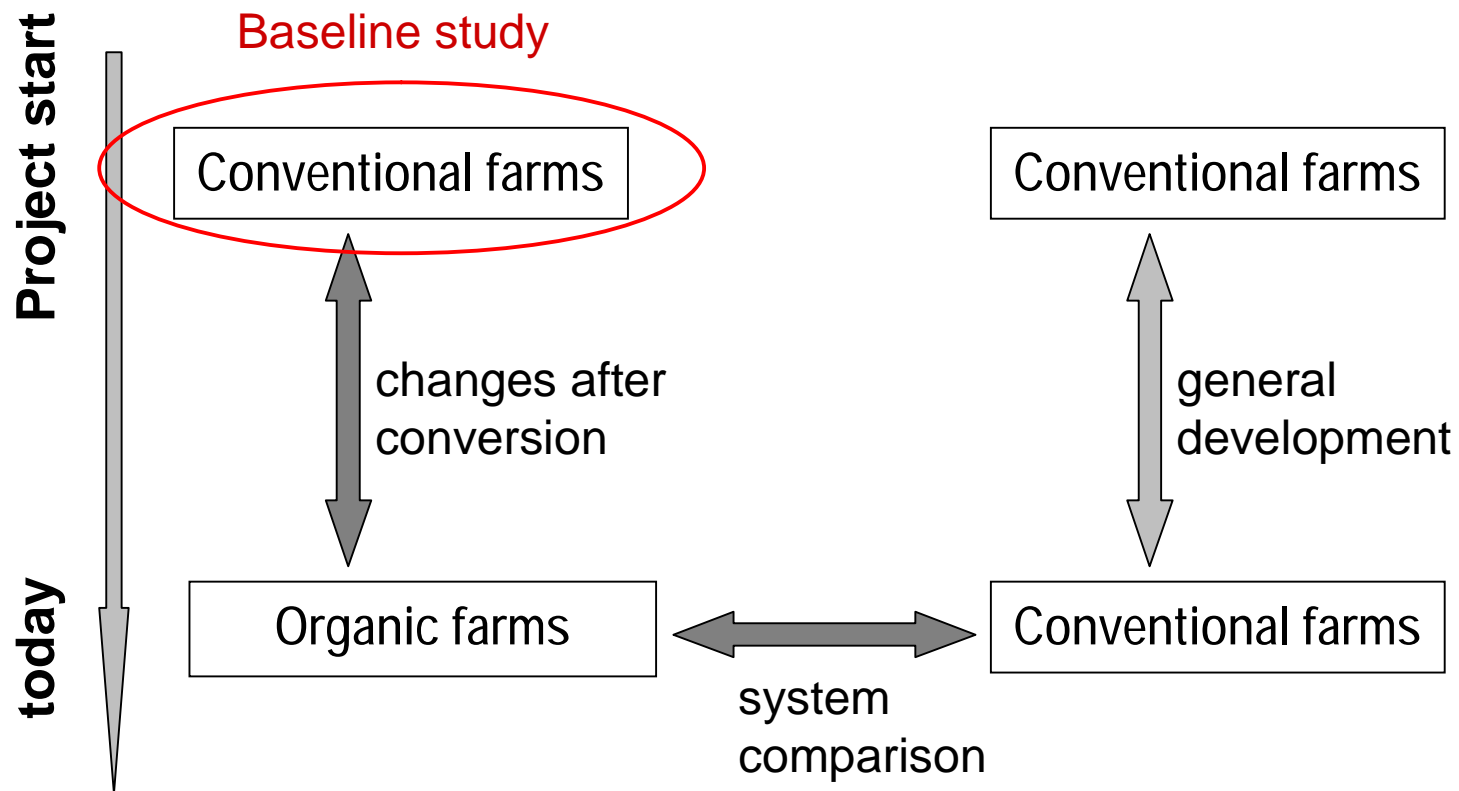 Baseline study
Project start
Conventional farms
Conventional farms
changes after
conversion
general
development
today
Organic farms
Conventional farms
system
comparison